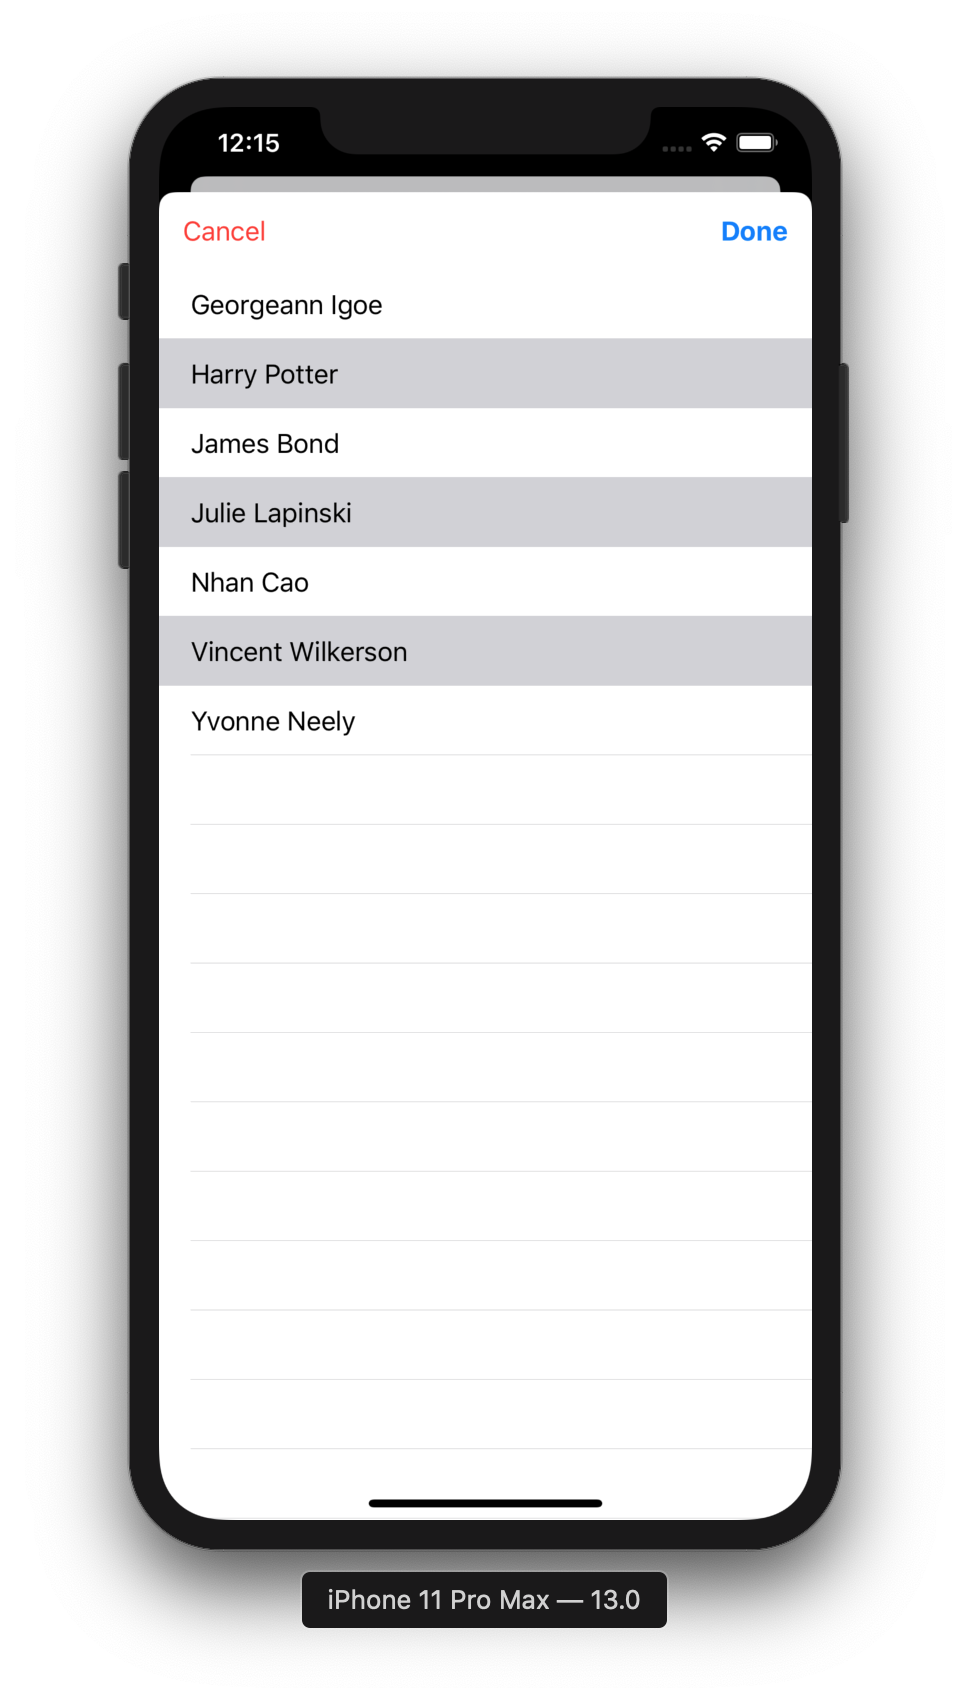 12:15
Cancel Done
Georgeann Igoe
Harry Potter
James Bond
Julie Lapinski
Nhan Cao
Vincent Wilkerson
Yvonne Neely
iPhone 11 Pro Max — 13.0